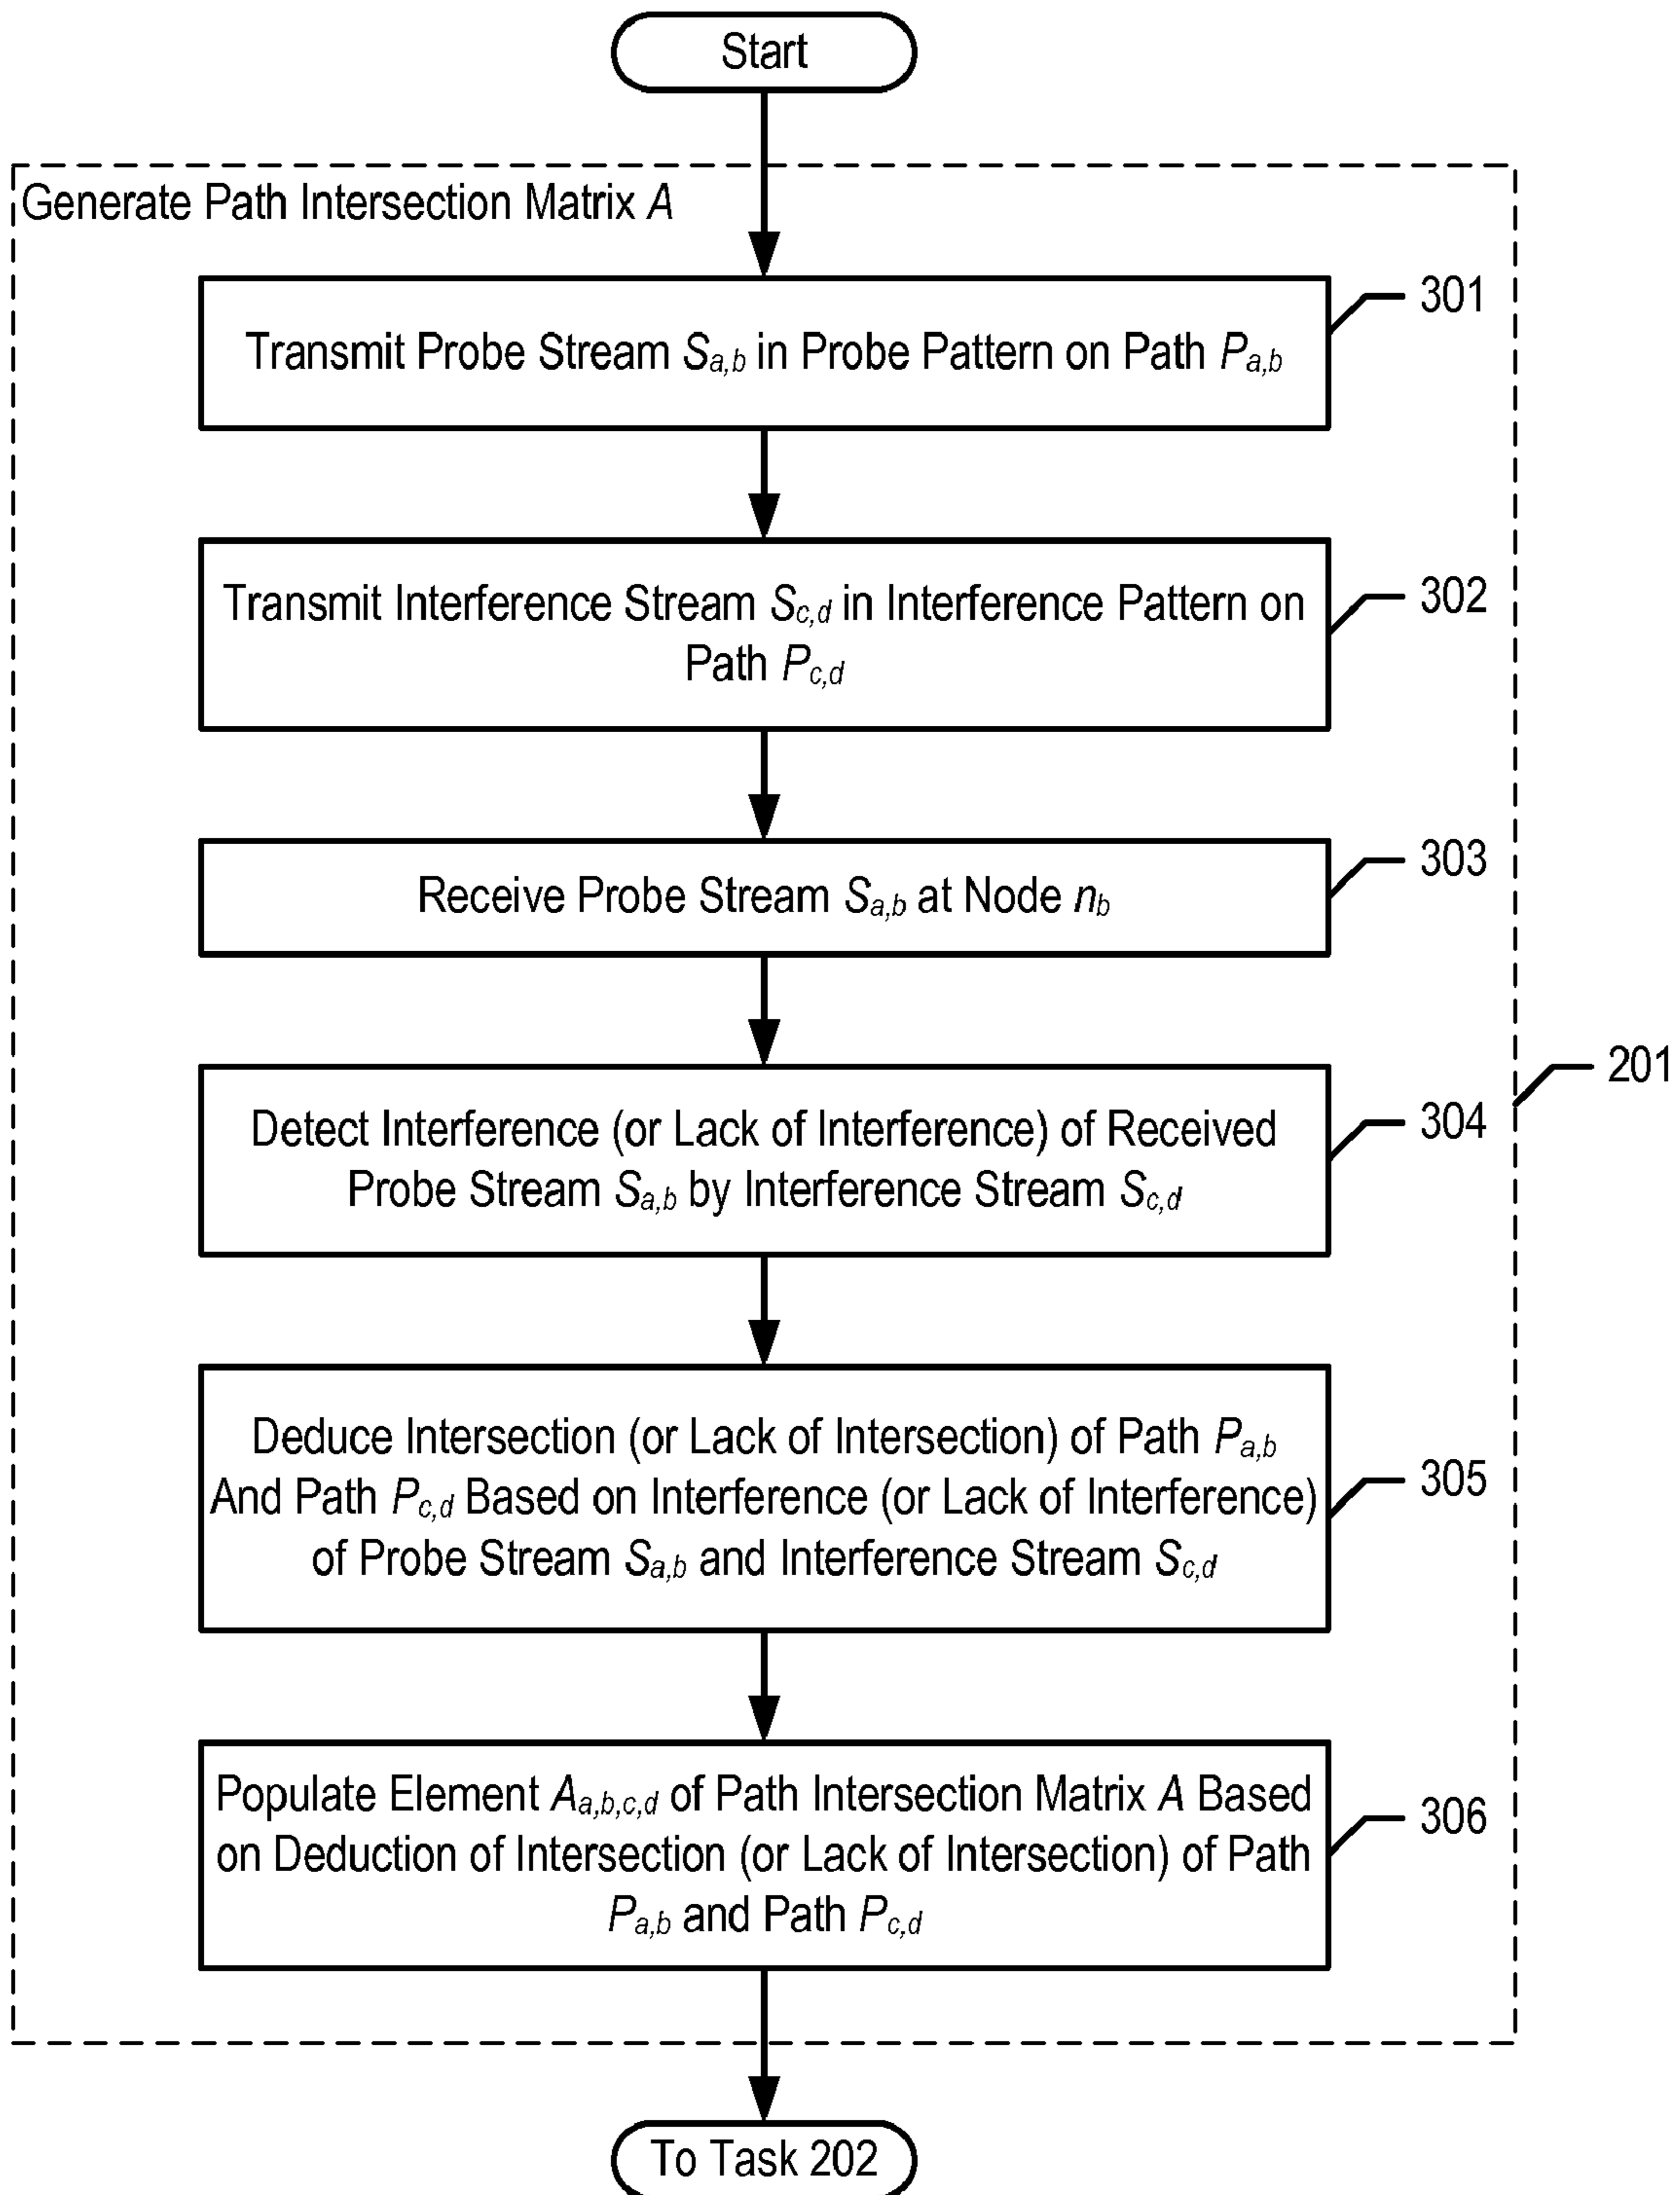 Start
Generate Path Intersection Matrix A
301
Transmit Probe Stream Sa,b in Probe Pattern on Path Pa,b
302
Transmit Interference Stream Sc,d in Interference Pattern on
Path Pc,d
303
Receive Probe Stream Sa,b at Node nb
201
304
Detect Interference (or Lack of Interference) of Received
Probe Stream Sa,b by Interference Stream Sc,d
305
Deduce Intersection (or Lack of Intersection) of Path Pa,b
And Path Pc,d Based on Interference (or Lack of Interference)
of Probe Stream Sa,b and Interference Stream Sc,d
306
Populate Element Aa,b,c,d of Path Intersection Matrix A Based
on Deduction of Intersection (or Lack of Intersection) of Path
Pa,b and Path Pc,d
To Task 202